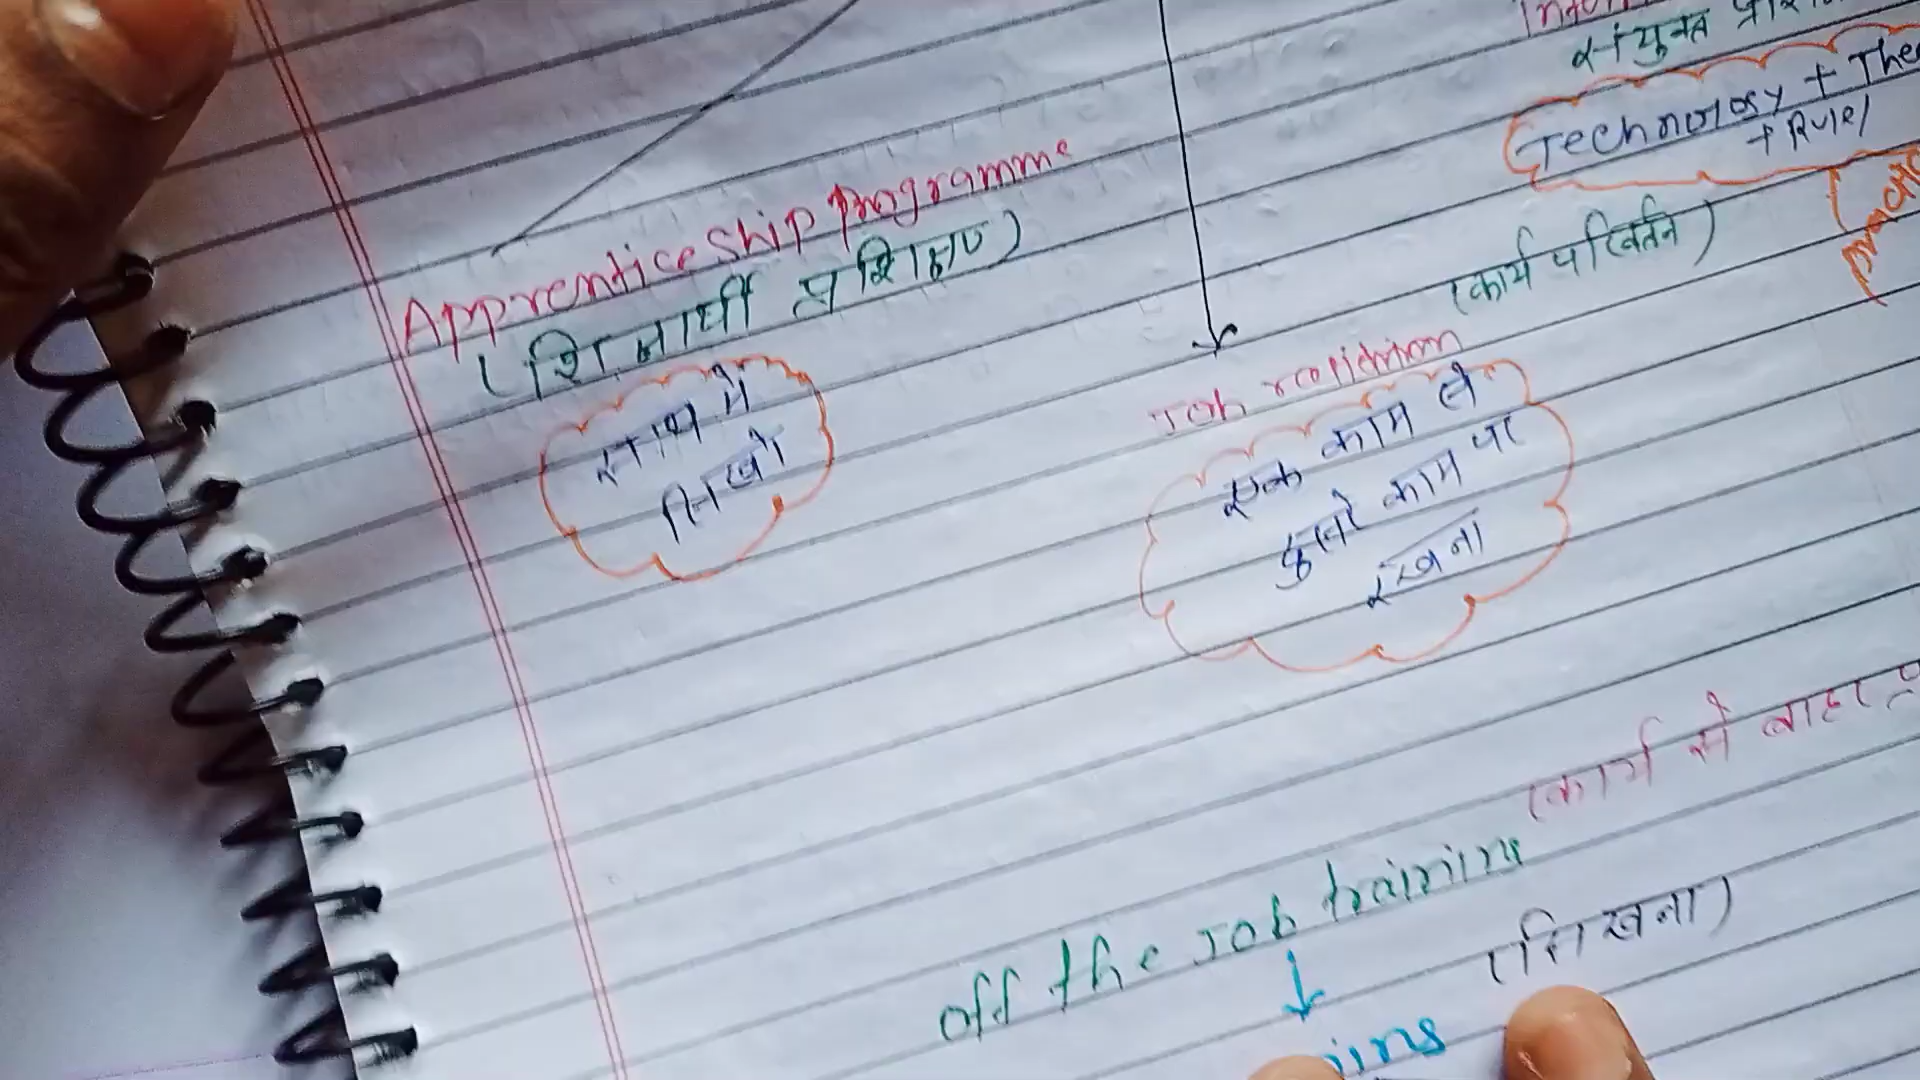 संयुक्त
Technology + The
+ Rule
Apprenticeship programme
(शिक्षार्थी प्रशिक्षण)
साथ में
सिखो
(कार्य परिवर्तन)
Job rotation
एक काम से
दुसरे काम पर
रखना
(कार्य से बाहर
off the Job training
(सिखना)